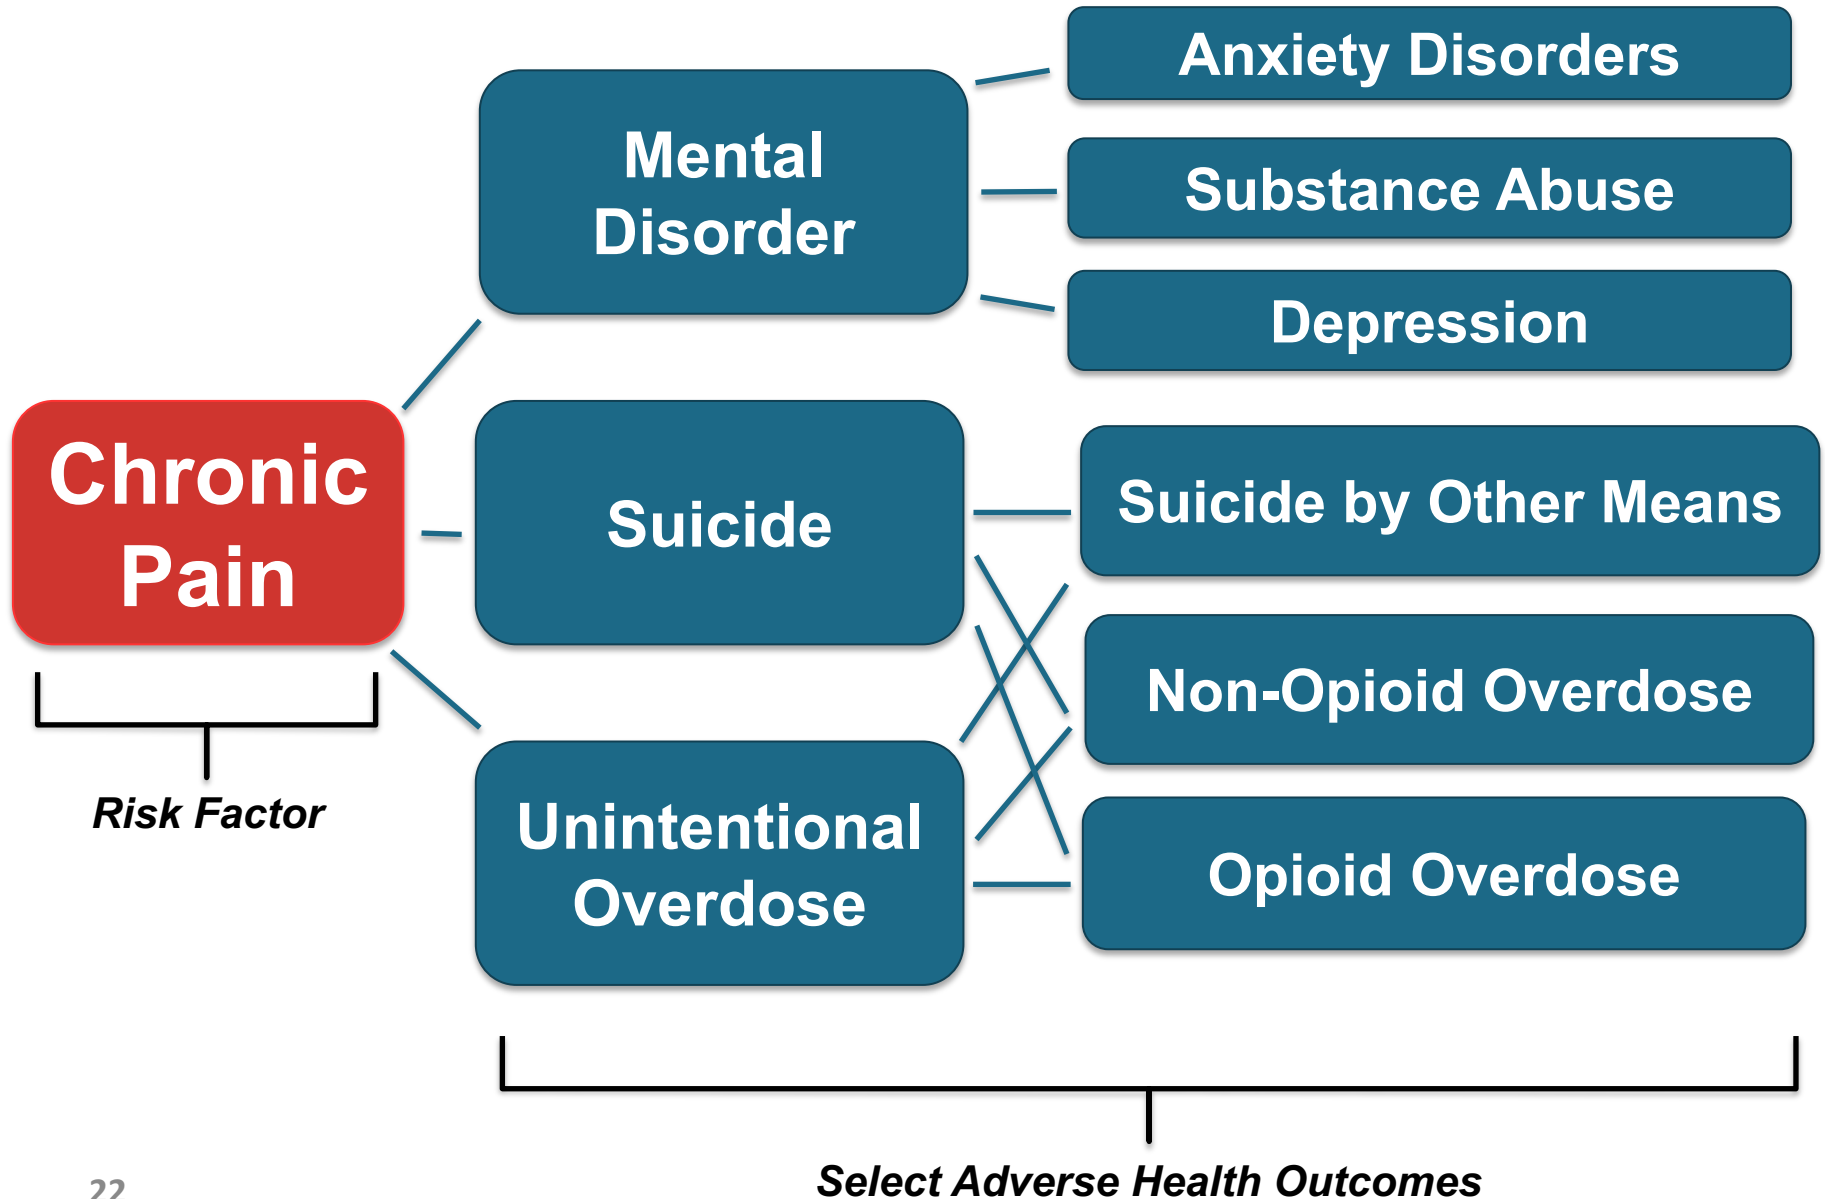 Anxiety Disorders
Mental
Disorder
Substance Abuse
Depression
Chronic
Pain
Suicide
Suicide by Other Means
Non-Opioid Overdose
Risk Factor
Unintentional
Overdose
Opioid Overdose
Select Adverse Health Outcomes
22